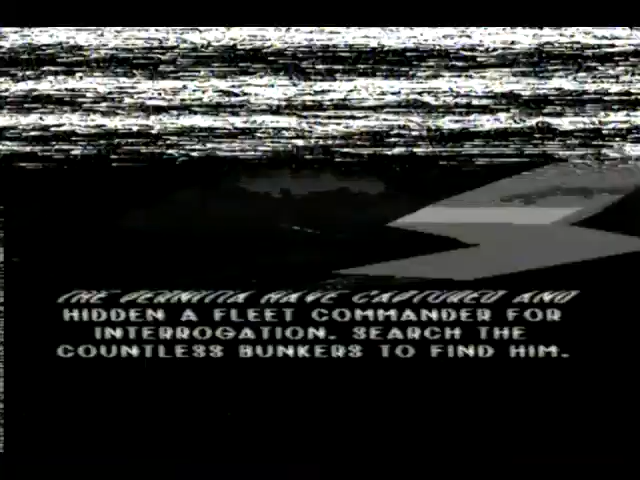 THE HAVE CAPTURED AND
HIDDEN A FLEET COMMANDER FOR
INTERROGATION. SEARCH THE
COUNTLESS BUNKERS TO FIND HIM.